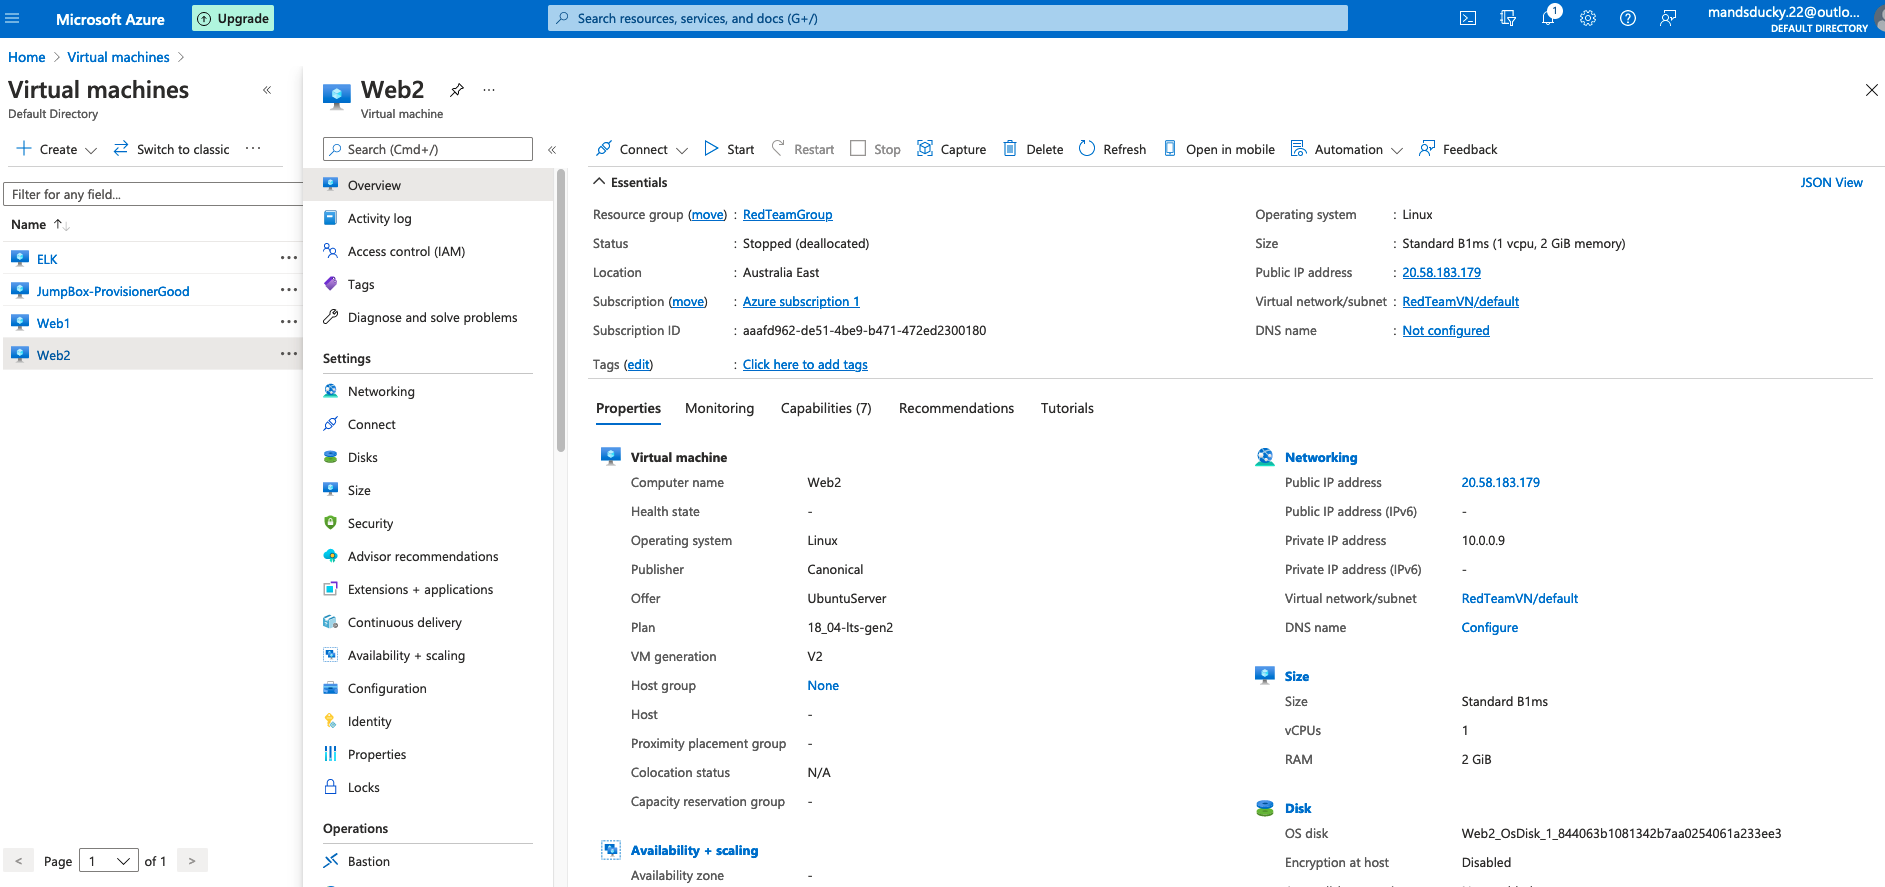 Microsoft Azure
Upgrade
Search resources, services, and docs (G+/)
1
mandsducky.22@outlo...
DEFAULT DIRECTORY
Home > Virtual machines >
Virtual machines «
Default Directory
Create
Switch to classic ...
Filter for any field...
Name ↑↓
ELK ...
JumpBox-ProvisionerGood ...
Web1 ...
Web2 ...
< Page 1 of 1 >
Web2 ...
Virtual machine
Search (Cmd+/) «
Overview
Activity log
Access control (IAM)
Tags
Diagnose and solve problems
Settings
Networking
Connect
Disks
Size
Security
Advisor recommendations
Extensions + applications
Continuous delivery
Availability + scaling
Configuration
Identity
Properties
Locks
Operations
Bastion
Connect Start Restart Stop Capture Delete Refresh Open in mobile Automation Feedback
Essentials
JSON View
Resource group (move) : RedTeamGroup
Status : Stopped (deallocated)
Location : Australia East
Subscription (move) : Azure subscription 1
Subscription ID : aaafd962-de51-4be9-b471-472ed2300180
Tags (edit) : Click here to add tags
Operating system : Linux
Size : Standard B1ms (1 vcpu, 2 GiB memory)
Public IP address : 20.58.183.179
Virtual network/subnet : RedTeamVN/default
DNS name : Not configured
Properties Monitoring Capabilities (7) Recommendations Tutorials
Virtual machine
Computer name Web2
Health state -
Operating system Linux
Publisher Canonical
Offer UbuntuServer
Plan 18_04-lts-gen2
VM generation V2
Host group None
Host -
Proximity placement group -
Colocation status N/A
Capacity reservation group -
Availability + scaling
Availability zone -
Networking
Public IP address 20.58.183.179
Public IP address (IPv6) -
Private IP address 10.0.0.9
Private IP address (IPv6) -
Virtual network/subnet RedTeamVN/default
DNS name Configure
Size
Size Standard B1ms
vCPUs 1
RAM 2 GiB
Disk
OS disk Web2_OsDisk_1_844063b1081342b7aa0254061a233ee3
Encryption at host Disabled